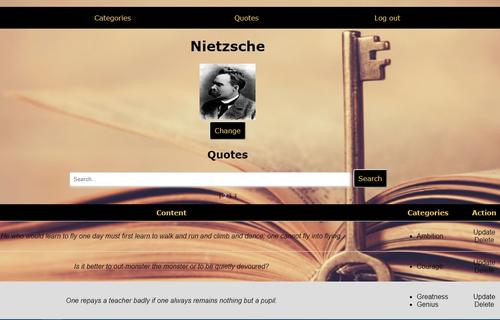 Categories Quotes Log out
Nietzsche
Change
Quotes
Search... Search
Content Categories Action
He who would learn to fly one day must first learn to walk and run and climb and dance; one cannot fly into flying.
Ambition
Update
Delete
Is it better to out-monster the monster or to be quietly devoured?
Courage
Update
Delete
One repays a teacher badly if one always remains nothing but a pupil.
Greatness
Genius
Update
Delete